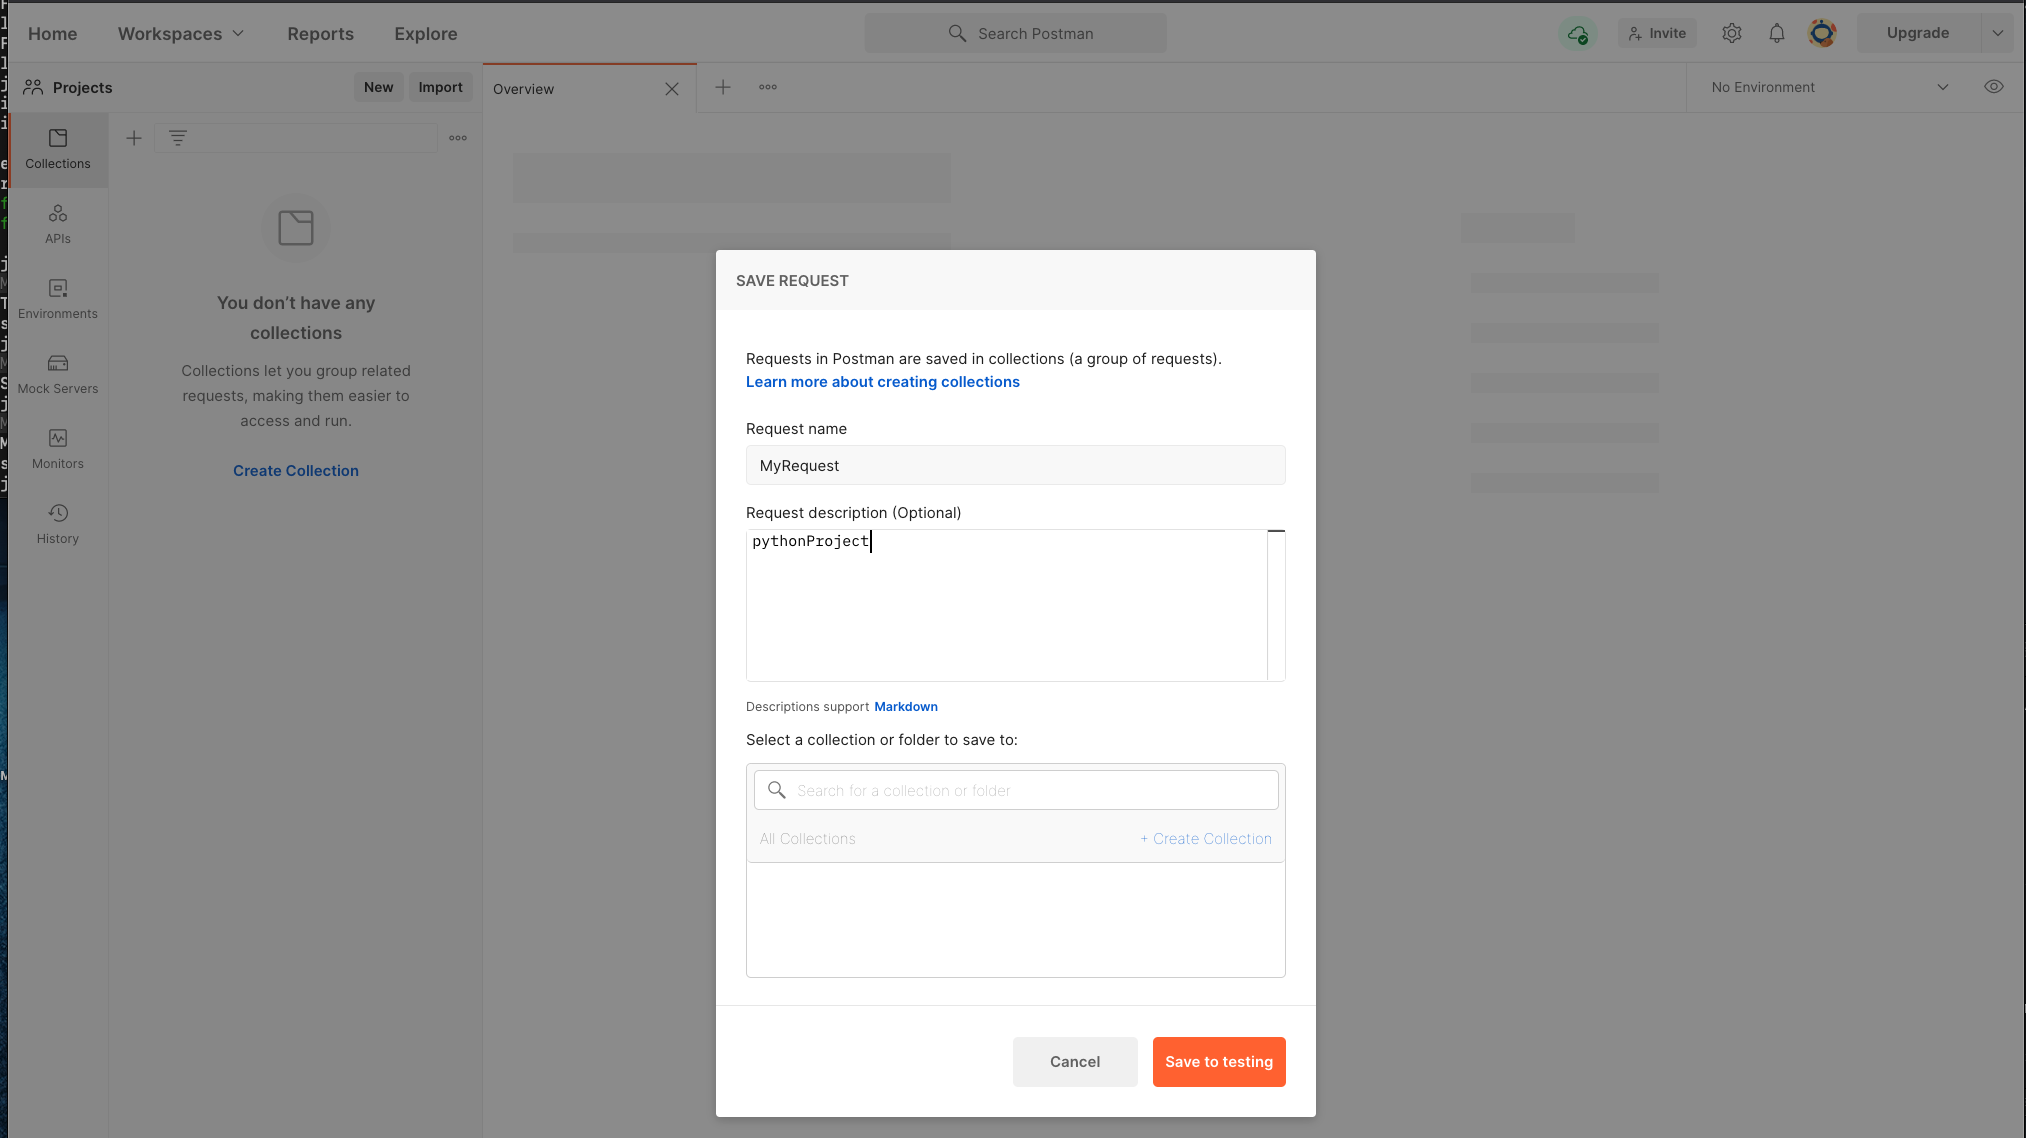 Home
Workspaces
Reports
Explore
Search Postman
Invite
Upgrade
Projects
New
Import
Overview
No Environment
Collections
APIs
Environments
Mock Servers
Monitors
History
You don’t have any
collections
Collections let you group related
requests, making them easier to
access and run.
Create Collection
SAVE REQUEST
Requests in Postman are saved in collections (a group of requests).
Learn more about creating collections
Request name
MyRequest
Request description (Optional)
pythonProject
Descriptions support Markdown
Select a collection or folder to save to:
Search for a collection or folder
All Collections
+ Create Collection
Cancel
Save to testing